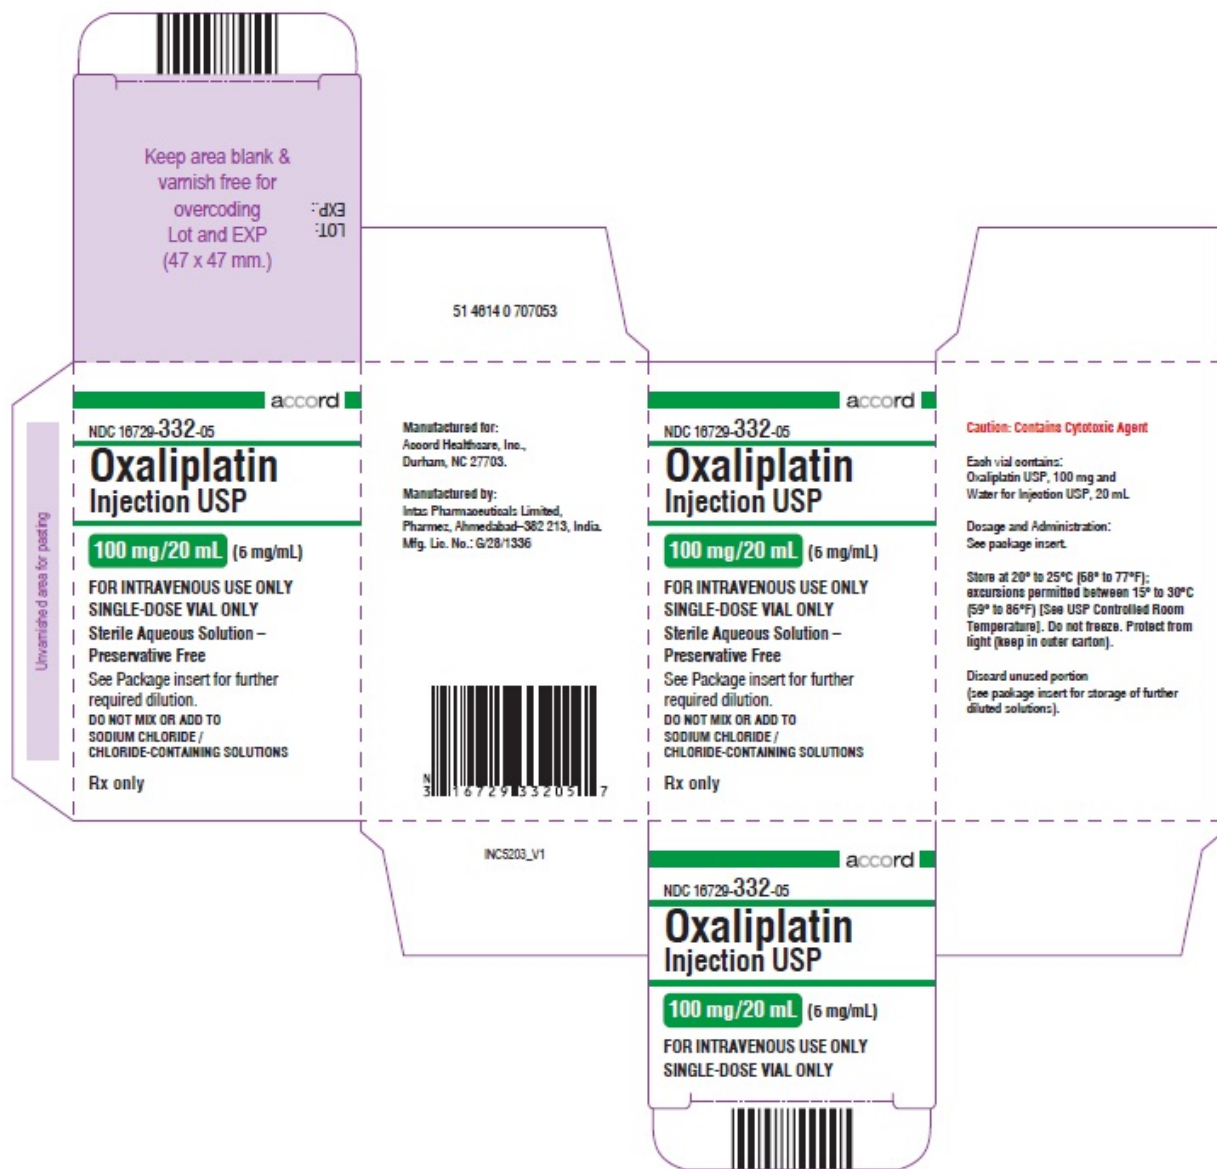 Keep area blank &
varnish free for
overcoding
Lot and EXP
(47 x 47 mm.)
LOT:
EXP.:
51 4614 0 707053
Unvarnished area for pasting
accord
NDC 16729-332-05
Oxaliplatin
Injection USP
100 mg/20 mL (5 mg/mL)
FOR INTRAVENOUS USE ONLY
SINGLE-DOSE VIAL ONLY
Sterile Aqueous Solution –
Preservative Free
See Package insert for further
required dilution.
DO NOT MIX OR ADD TO
SODIUM CHLORIDE /
CHLORIDE-CONTAINING SOLUTIONS
Rx only
Manufactured for:
Accord Healthcare, Inc.,
Durham, NC 27703.
Manufactured by:
Intas Pharmaceuticals Limited,
Pharmez, Ahmedabad–382 213, India.
Mfg. Lic. No.: G/28/1336
N
3 16729 33205 7
INC5203_V1
accord
NDC 16729-332-05
Oxaliplatin
Injection USP
100 mg/20 mL (5 mg/mL)
FOR INTRAVENOUS USE ONLY
SINGLE-DOSE VIAL ONLY
Sterile Aqueous Solution –
Preservative Free
See Package insert for further
required dilution.
DO NOT MIX OR ADD TO
SODIUM CHLORIDE /
CHLORIDE-CONTAINING SOLUTIONS
Rx only
Caution: Contains Cytotoxic Agent
Each vial contains:
Oxaliplatin USP, 100 mg and
Water for Injection USP, 20 mL
Dosage and Administration:
See package insert.
Store at 20° to 25°C (68° to 77°F);
excursions permitted between 15° to 30°C
(59° to 86°F) [See USP Controlled Room
Temperature]. Do not freeze. Protect from
light (keep in outer carton).
Discard unused portion
(see package insert for storage of further
diluted solutions).
accord
NDC 16729-332-05
Oxaliplatin
Injection USP
100 mg/20 mL (5 mg/mL)
FOR INTRAVENOUS USE ONLY
SINGLE-DOSE VIAL ONLY